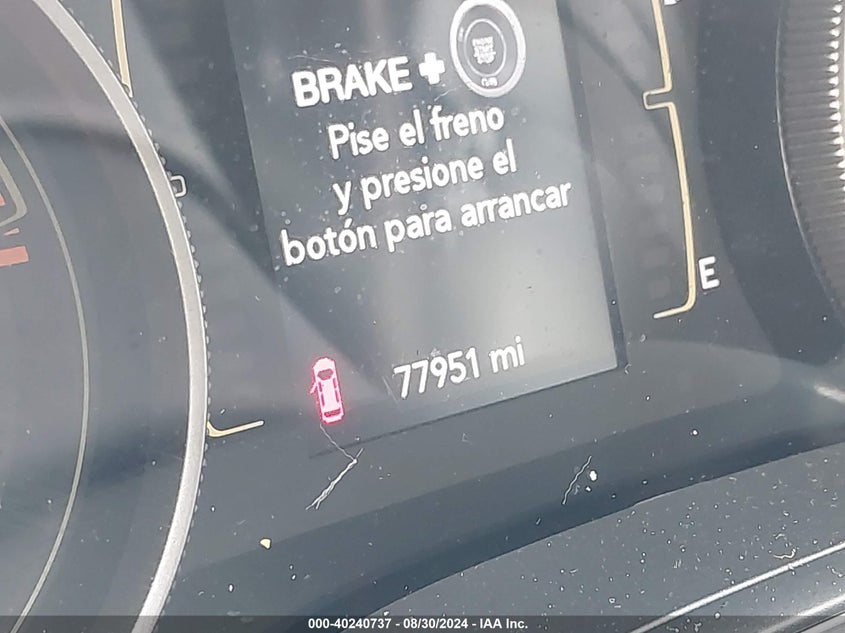 BRAKE +
Pise el freno
y presione el
botón para arrancar
E
77951 mi
000-40240737 - 08/30/2024 - IAA Inc.